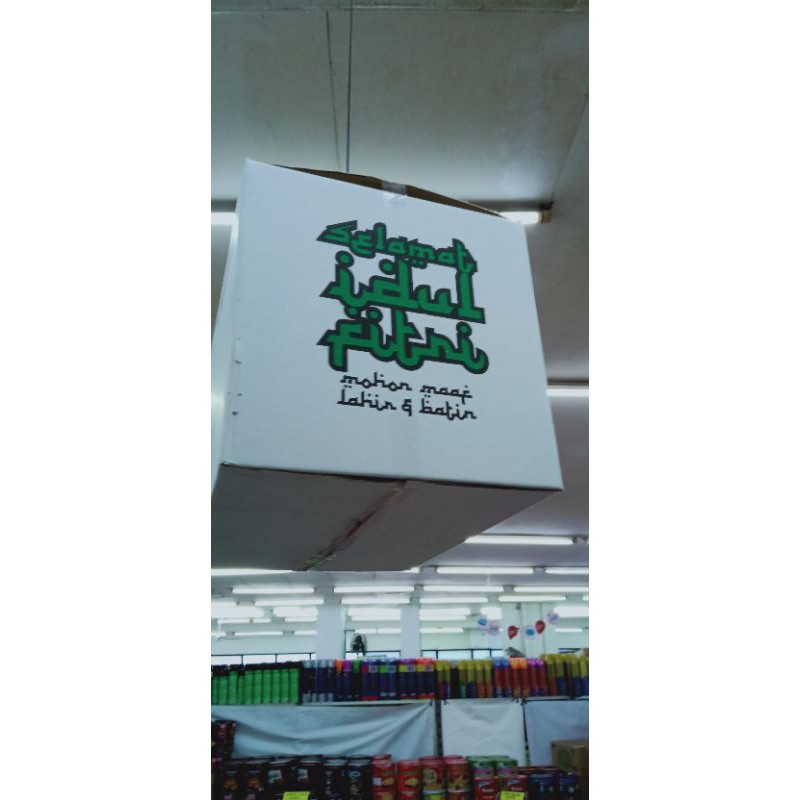 selamat
idul
fitri
mohon maaf
lahir & batin